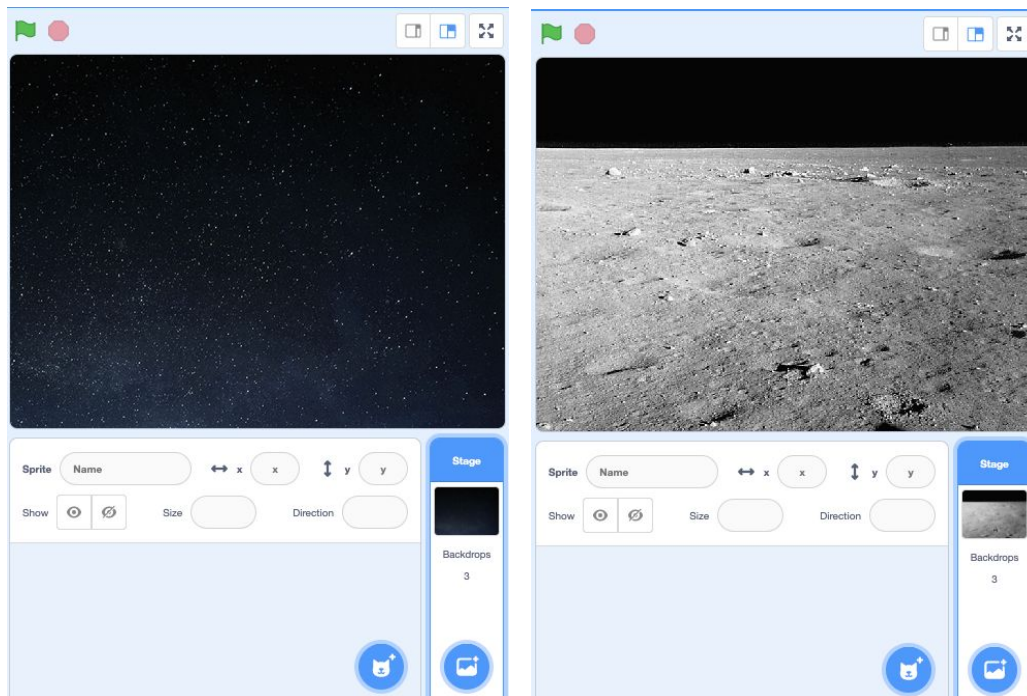 Sprite Name x x y y
Stage
Show Size Direction
Backdrops
3
Sprite Name x x y y
Stage
Show Size Direction
Backdrops
3